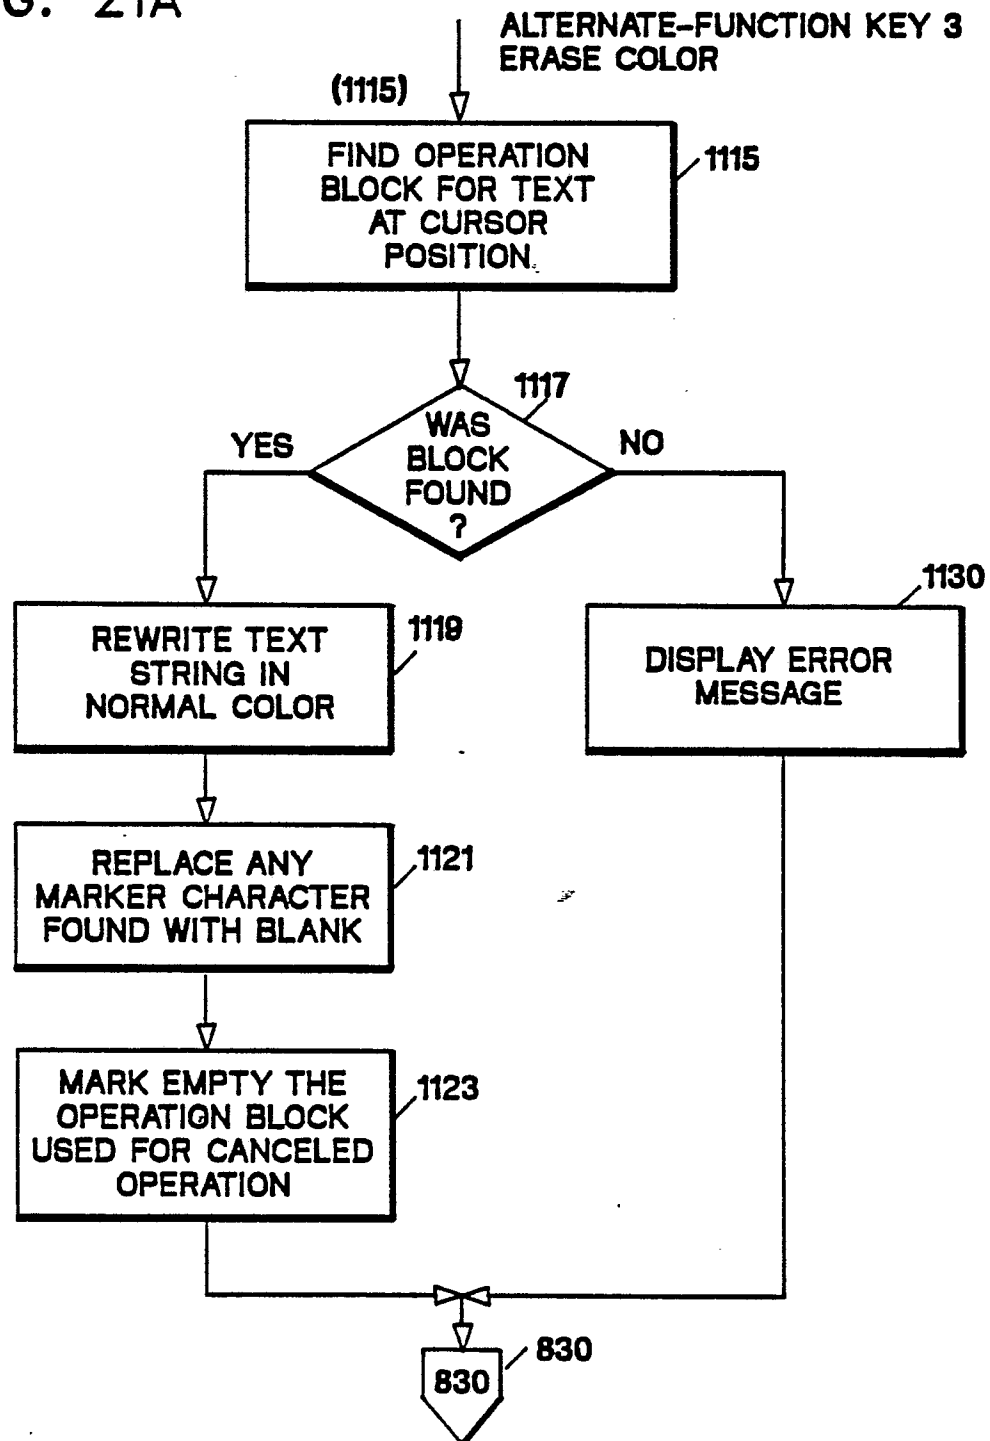 G. 21A
ALTERNATE-FUNCTION KEY 3
ERASE COLOR
(1115)
FIND OPERATION
BLOCK FOR TEXT
AT CURSOR
POSITION.
1115
1117
WAS
BLOCK
FOUND
?
YES
NO
1119
REWRITE TEXT
STRING IN
NORMAL COLOR
1130
DISPLAY ERROR
MESSAGE
REPLACE ANY
MARKER CHARACTER
FOUND WITH BLANK
1121
MARK EMPTY THE
OPERATION BLOCK
USED FOR CANCELED
OPERATION
1123
830
830